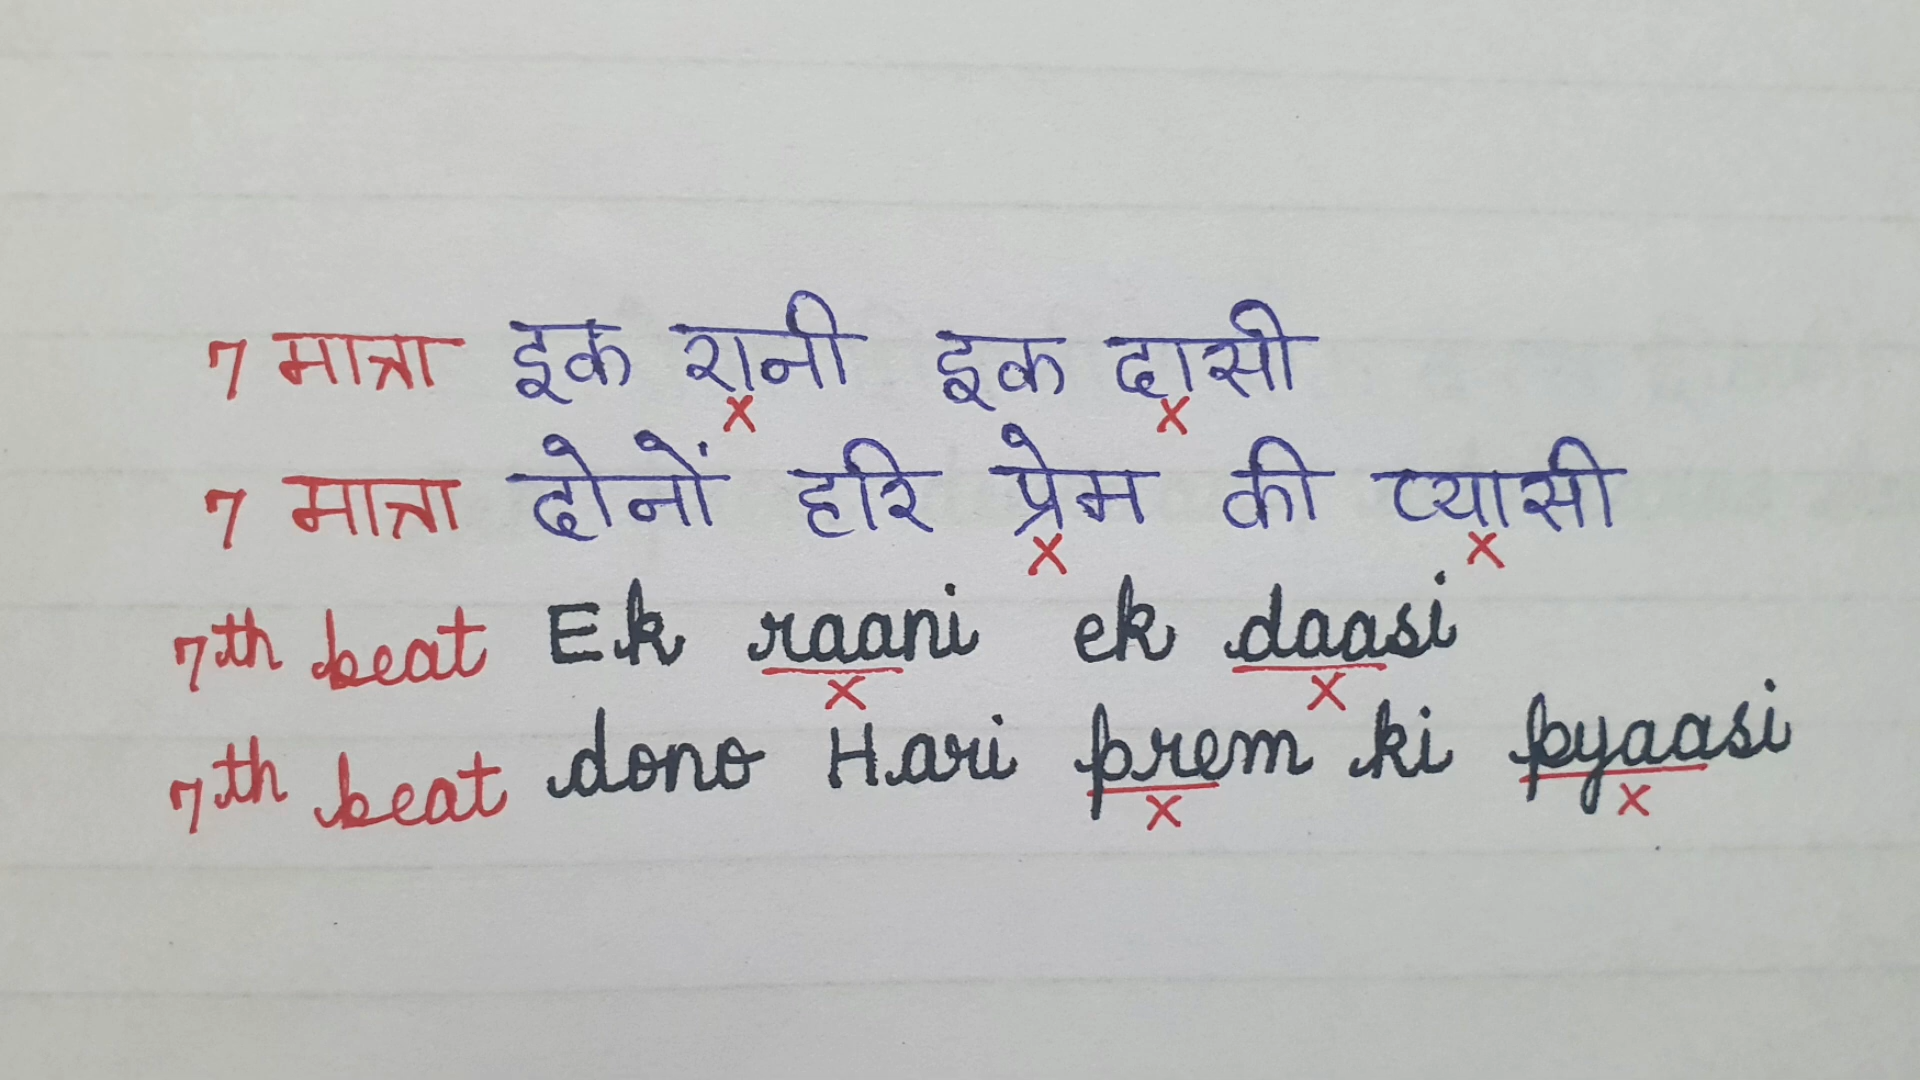 7 मात्रा इक रानी इक दासी
x x
7 मात्रा दोनों हरि प्रेम की प्यासी
x x
7th beat Ek raani ek daasi
x x
7th beat dono Hari prem ki pyaasi
x x